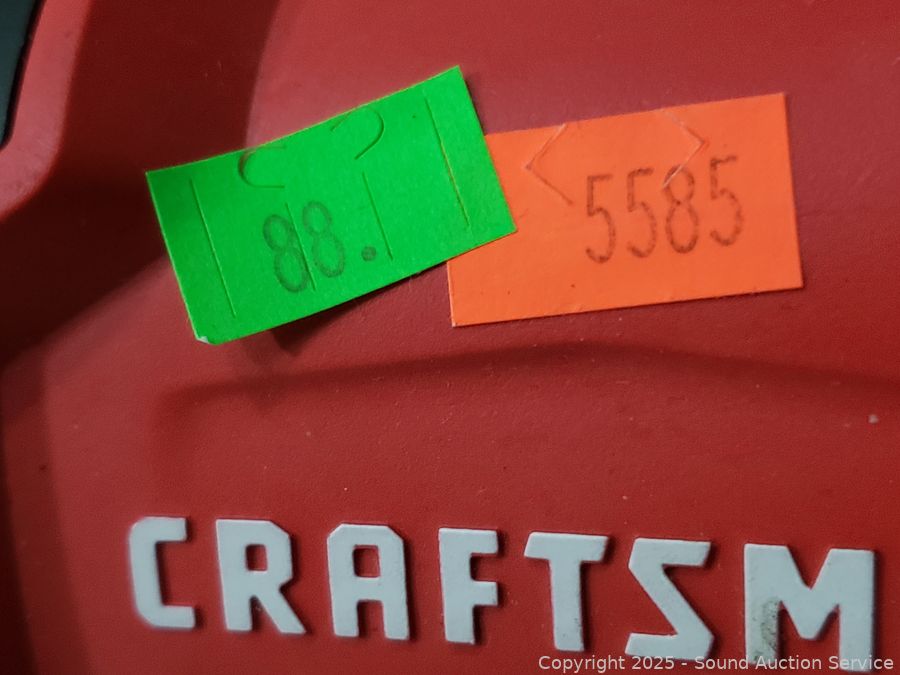 88.
5585
CRAFTSM
Copyright 2025 - Sound Auction Service